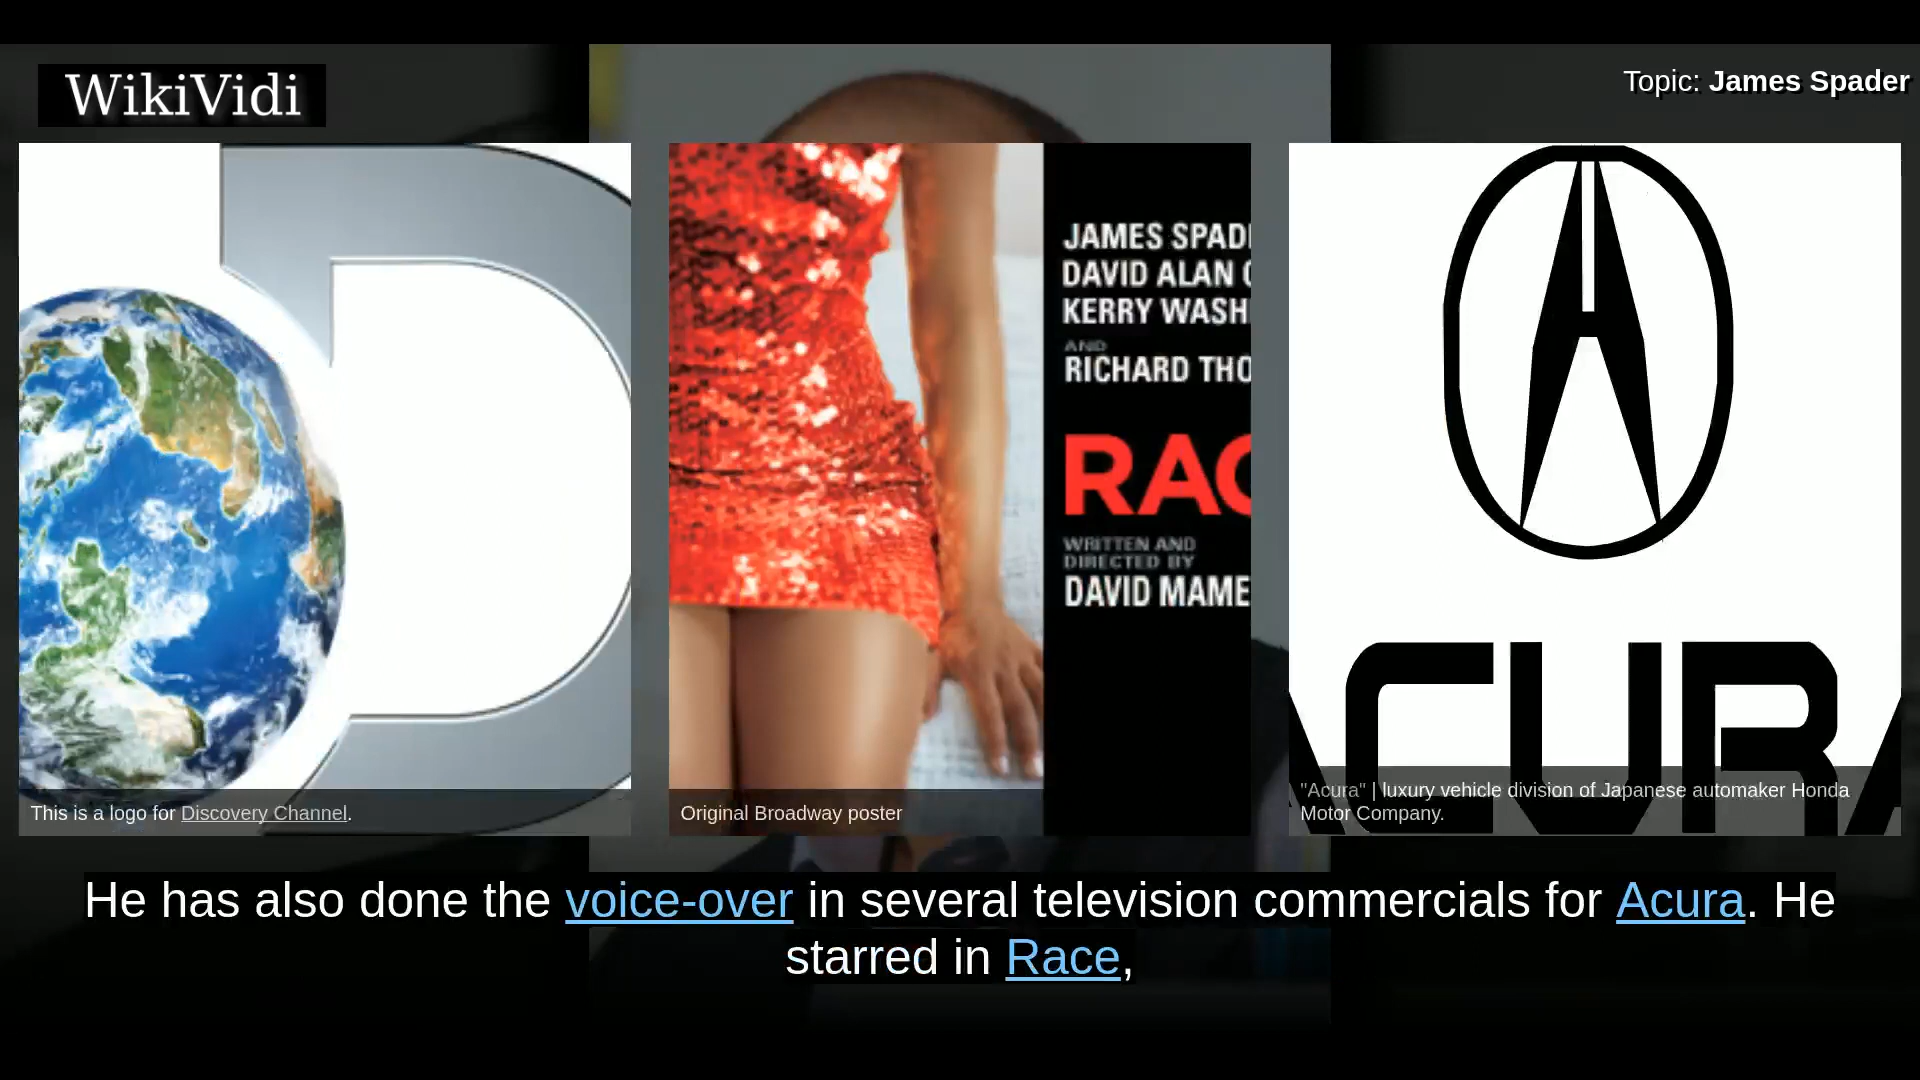 WikiVidi
Topic: James Spader
This is a logo for Discovery Channel.
JAMES SPAD
DAVID ALAN
KERRY WASH
AND
RICHARD THO
RAC
WRITTEN AND
DIRECTED BY
DAVID MAME
Original Broadway poster
ACURA
"Acura" | luxury vehicle division of Japanese automaker Honda
Motor Company.
He has also done the voice-over in several television commercials for Acura. He
starred in Race,